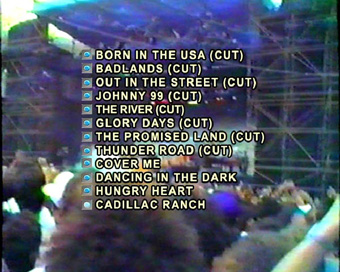 BORN IN THE USA (CUT)
BADLANDS (CUT)
OUT IN THE STREET (CUT)
JOHNNY 99 (CUT)
THE RIVER (CUT)
GLORY DAYS (CUT)
THE PROMISED LAND (CUT)
THUNDER ROAD (CUT)
COVER ME
DANCING IN THE DARK
HUNGRY HEART
CADILLAC RANCH